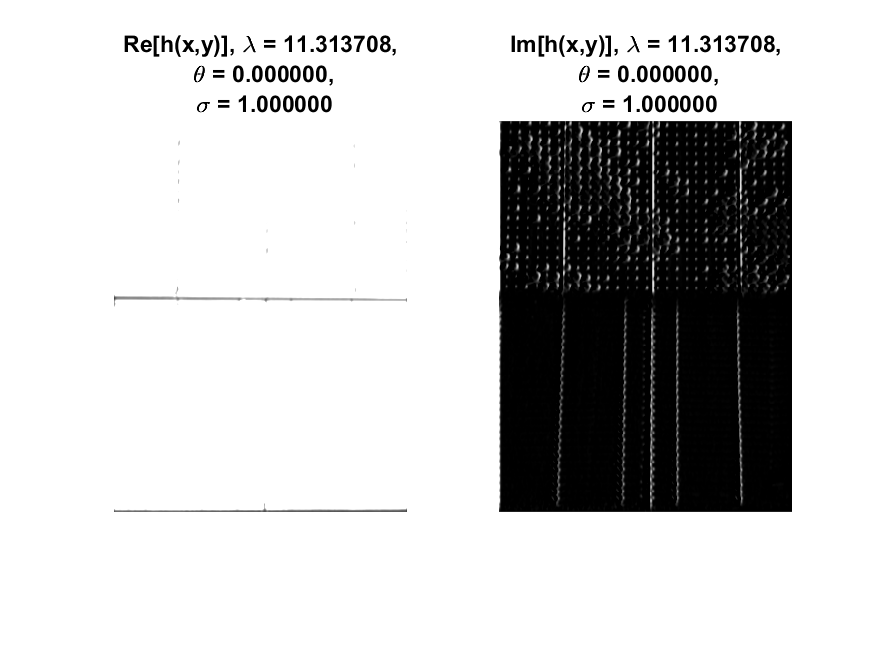 Re[h(x,y)], λ = 11.313708,
θ = 0.000000,
σ = 1.000000
Im[h(x,y)], λ = 11.313708,
θ = 0.000000,
σ = 1.000000